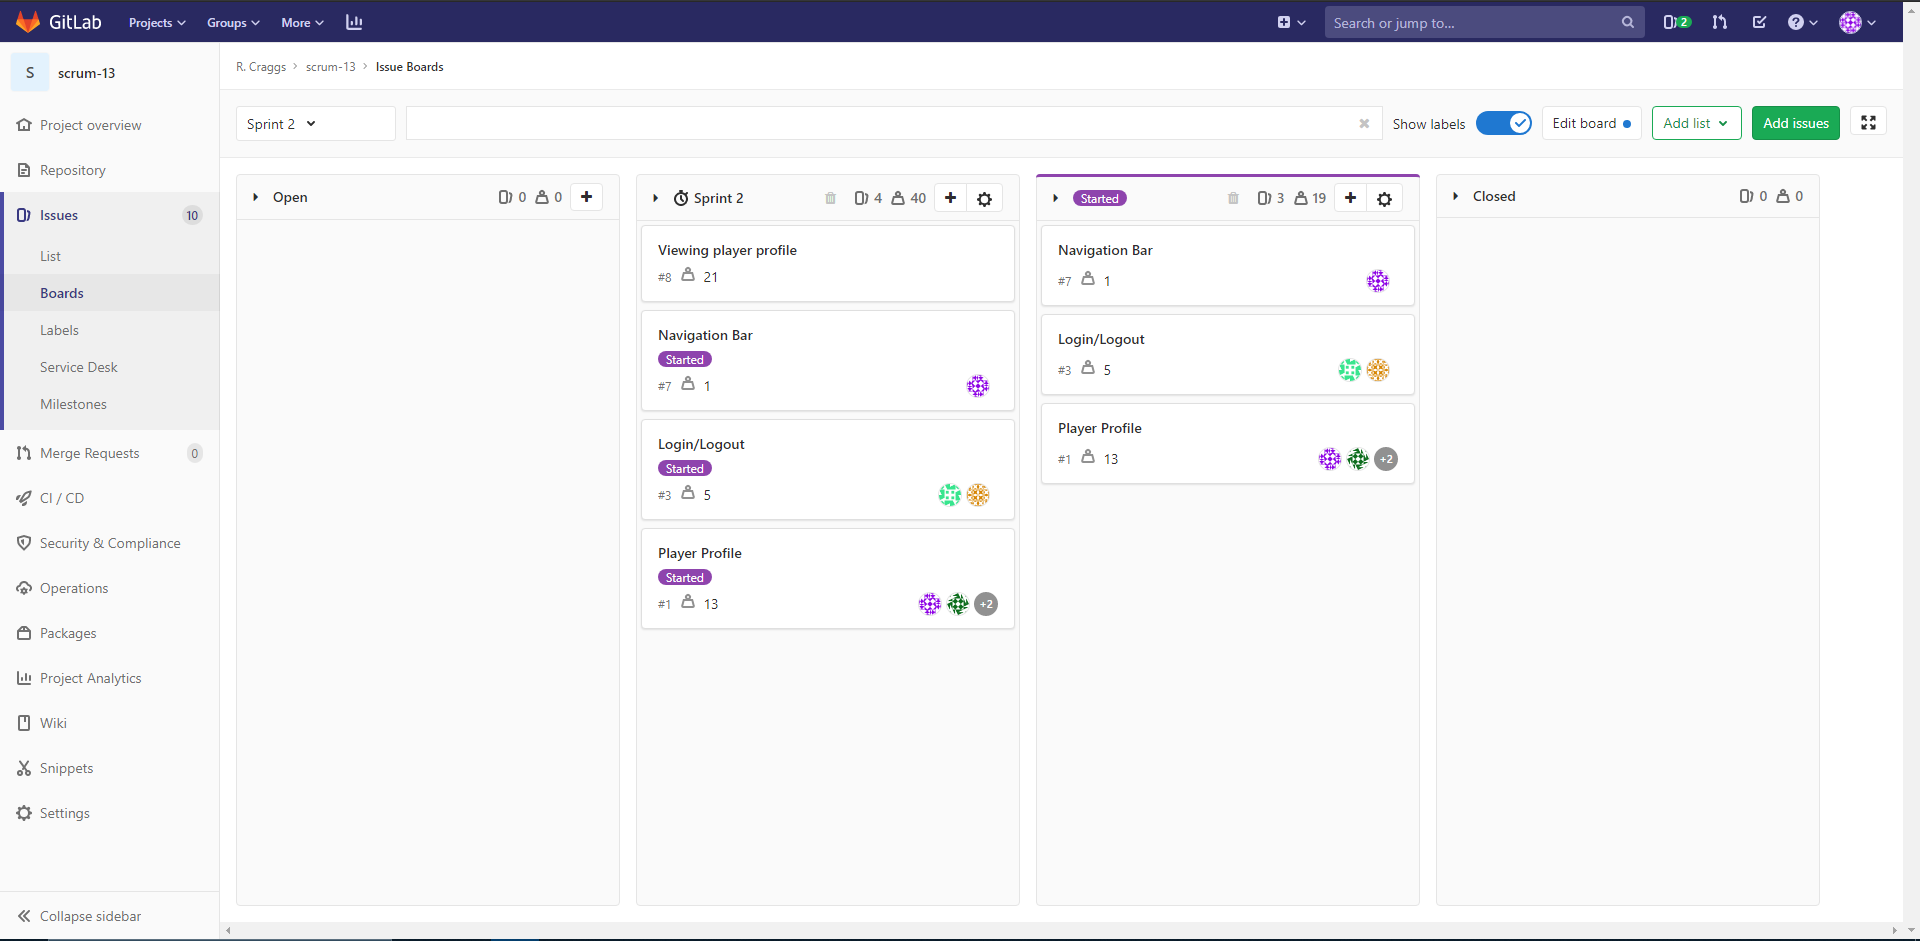 GitLab Projects Groups More Search or jump to... 2
S scrum-13
R. Craggs > scrum-13 > Issue Boards
Project overview
Repository
Issues 10
List
Boards
Labels
Service Desk
Milestones
Merge Requests 0
CI / CD
Security & Compliance
Operations
Packages
Project Analytics
Wiki
Snippets
Settings
Collapse sidebar
Sprint 2 Show labels Edit board Add list Add issues
Open 0 0
Sprint 2 4 40
Viewing player profile
#8 21
Navigation Bar
Started
#7 1
Login/Logout
Started
#3 5
Player Profile
Started
#1 13 +2
Started 3 19
Navigation Bar
#7 1
Login/Logout
#3 5
Player Profile
#1 13 +2
Closed 0 0